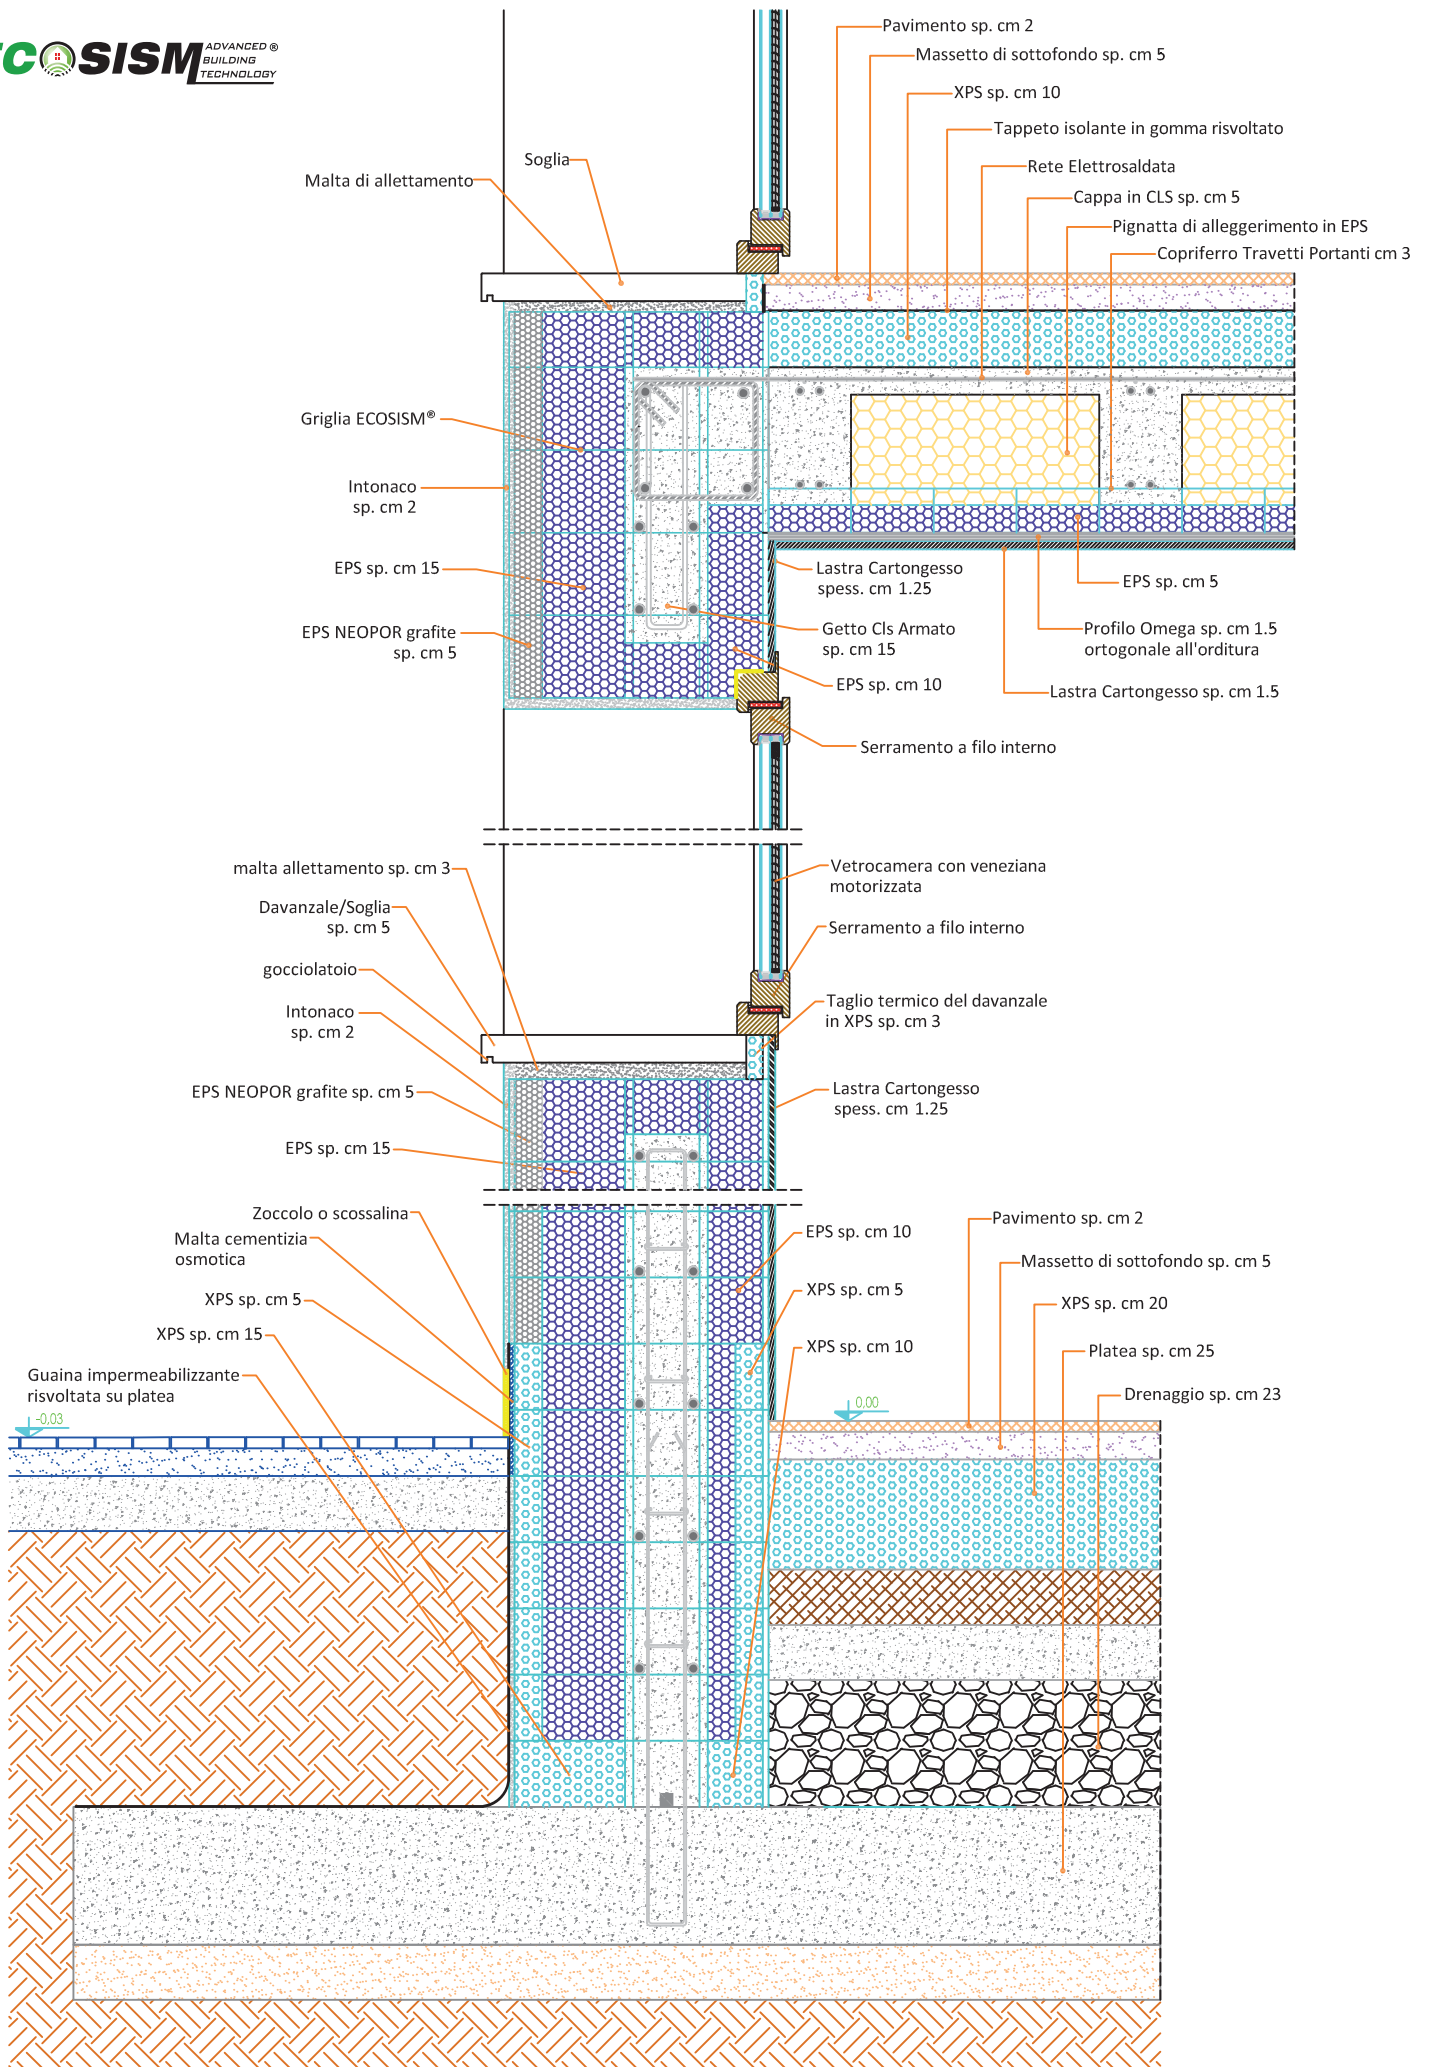 ECOSISM ADVANCED ®
BUILDING
TECHNOLOGY
Pavimento sp. cm 2
Massetto di sottofondo sp. cm 5
XPS sp. cm 10
Tappeto isolante in gomma risvoltato
Rete Elettrosaldata
Cappa in CLS sp. cm 5
Pignatta di alleggerimento in EPS
Copriferro Travetti Portanti cm 3
Soglia
Malta di allettamento
Griglia ECOSISM®
Intonaco
sp. cm 2
EPS sp. cm 15
EPS NEOPOR grafite
sp. cm 5
Lastra Cartongesso
spess. cm 1.25
EPS sp. cm 5
Getto Cls Armato
sp. cm 15
Profilo Omega sp. cm 1.5
ortogonale all'orditura
EPS sp. cm 10
Lastra Cartongesso sp. cm 1.5
Serramento a filo interno
malta allettamento sp. cm 3
Davanzale/Soglia
sp. cm 5
gocciolatoio
Intonaco
sp. cm 2
EPS NEOPOR grafite sp. cm 5
EPS sp. cm 15
Vetrocamera con veneziana
motorizzata
Serramento a filo interno
Taglio termico del davanzale
in XPS sp. cm 3
Lastra Cartongesso
spess. cm 1.25
Zoccolo o scossalina
Malta cementizia
osmotica
XPS sp. cm 5
XPS sp. cm 15
Guaina impermeabilizzante
risvoltata su platea
-0,03
EPS sp. cm 10
XPS sp. cm 5
XPS sp. cm 10
0,00
Pavimento sp. cm 2
Massetto di sottofondo sp. cm 5
XPS sp. cm 20
Platea sp. cm 25
Drenaggio sp. cm 23